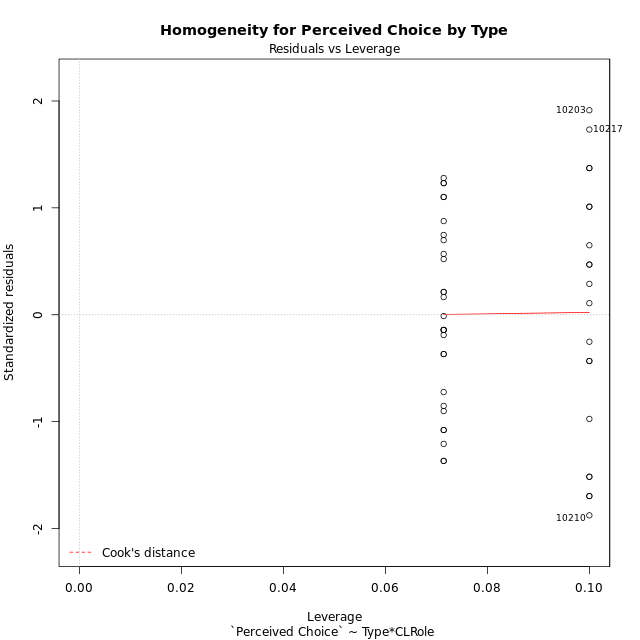 Homogeneity for Perceived Choice by Type
Residuals vs Leverage
Standardized residuals
2
1
0
-1
-2
10203
10217
10210
Cook's distance
0.00 0.02 0.04 0.06 0.08 0.10
Leverage
`Perceived Choice` ~ Type*CLRole